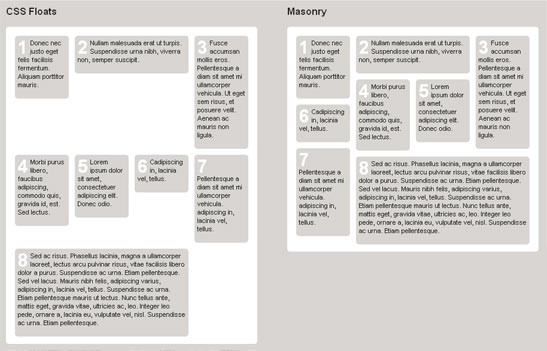 CSS Floats
1 Donec nec
justo eget
felis facilisis
fermentum.
Aliquam porttitor
mauris.
2 Nullam malesuada erat ut turpis.
Suspendisse urna nibh, viverra
non, semper suscipit.
3 Fusce
accumsan
mollis eros.
Pellentesque a
diam sit amet mi
ullamcorper
vehicula. Ut eget
sem risus, et
posuere velit.
Aenean ac
mauris non
ligula.
4 Morbi purus
libero,
faucibus
adipiscing,
commodo quis,
gravida id, est.
Sed lectus.
5 Lorem
ipsum dolor
sit amet,
consectetuer
adipiscing elit.
Donec odio.
6 Cadipiscing
in, lacinia
vel, tellus.
7
Pellentesque a
diam sit amet mi
ullamcorper
vehicula.
adipiscing in,
lacinia vel,
tellus.
8 Sed ac risus. Phasellus lacinia, magna a ullamcorper
laoreet, lectus arcu pulvinar risus, vitae facilisis libero
dolor a purus. Suspendisse ac urna. Etiam pellentesque.
Sed vel lacus. Mauris nibh felis, adipiscing varius,
adipiscing in, lacinia vel, tellus. Suspendisse ac urna.
Etiam pellentesque mauris ut lectus. Nunc tellus ante,
mattis eget, gravida vitae, ultricies ac, leo. Integer leo
pede, ornare a, lacinia eu, vulputate vel, nisl. Suspendisse
ac urna. Etiam pellentesque.
Masonry
1 Donec nec
justo eget
felis facilisis
fermentum.
Aliquam porttitor
mauris.
2 Nullam malesuada erat ut turpis.
Suspendisse urna nibh, viverra
non, semper suscipit.
3 Fusce
accumsan
mollis eros.
Pellentesque a
diam sit amet mi
ullamcorper
vehicula. Ut eget
sem risus, et
posuere velit.
Aenean ac
mauris non
ligula.
4 Morbi purus
libero,
faucibus
adipiscing,
commodo quis,
gravida id, est.
Sed lectus.
5 Lorem
ipsum dolor
sit amet,
consectetuer
adipiscing elit.
Donec odio.
6 Cadipiscing
in, lacinia
vel, tellus.
7
Pellentesque a
diam sit amet mi
ullamcorper
vehicula.
adipiscing in,
lacinia vel,
tellus.
8 Sed ac risus. Phasellus lacinia, magna a ullamcorper
laoreet, lectus arcu pulvinar risus, vitae facilisis libero
dolor a purus. Suspendisse ac urna. Etiam pellentesque.
Sed vel lacus. Mauris nibh felis, adipiscing varius,
adipiscing in, lacinia vel, tellus. Suspendisse ac urna.
Etiam pellentesque mauris ut lectus. Nunc tellus ante,
mattis eget, gravida vitae, ultricies ac, leo. Integer leo
pede, ornare a, lacinia eu, vulputate vel, nisl. Suspendisse
ac urna. Etiam pellentesque.